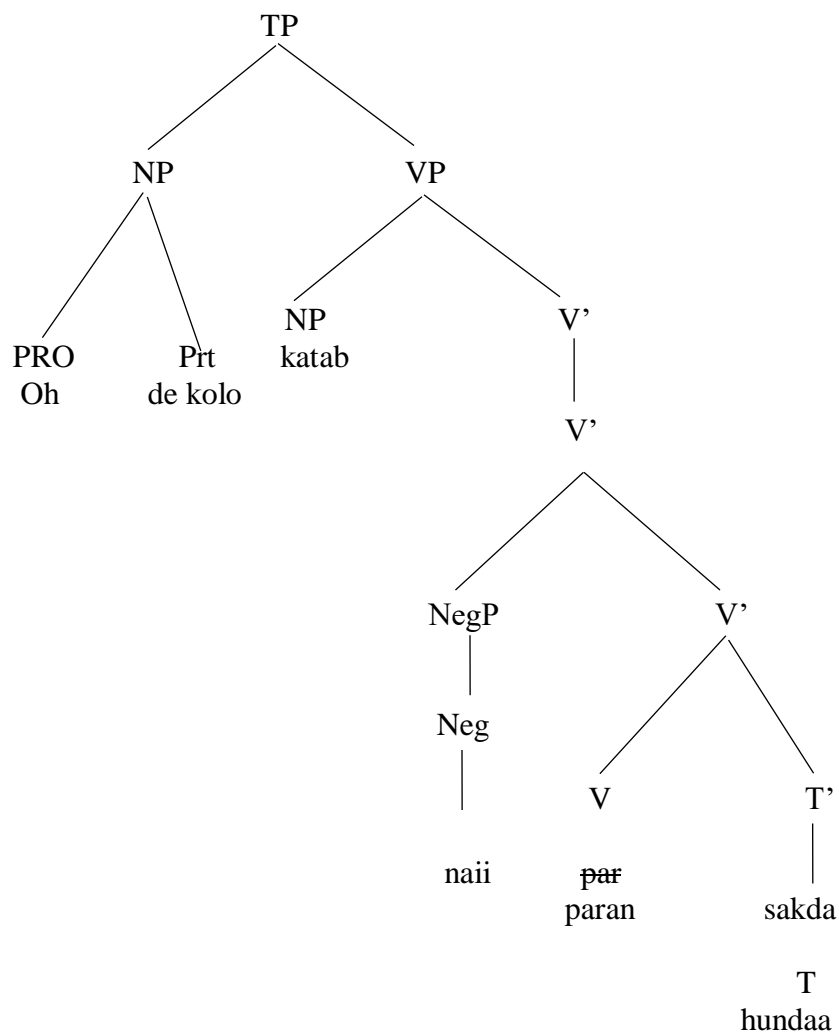 TP
NP VP
NP V’
PRO Prt katab
Oh de kolo
V’
NegP V’
Neg
V T’
naii par
paran sakda
T
hundaa